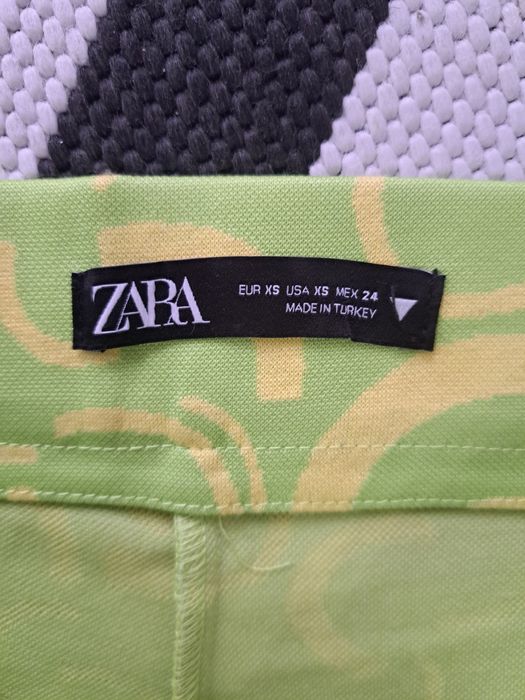 ZARA
EUR XS USA XS MEX 24
MADE IN TURKEY